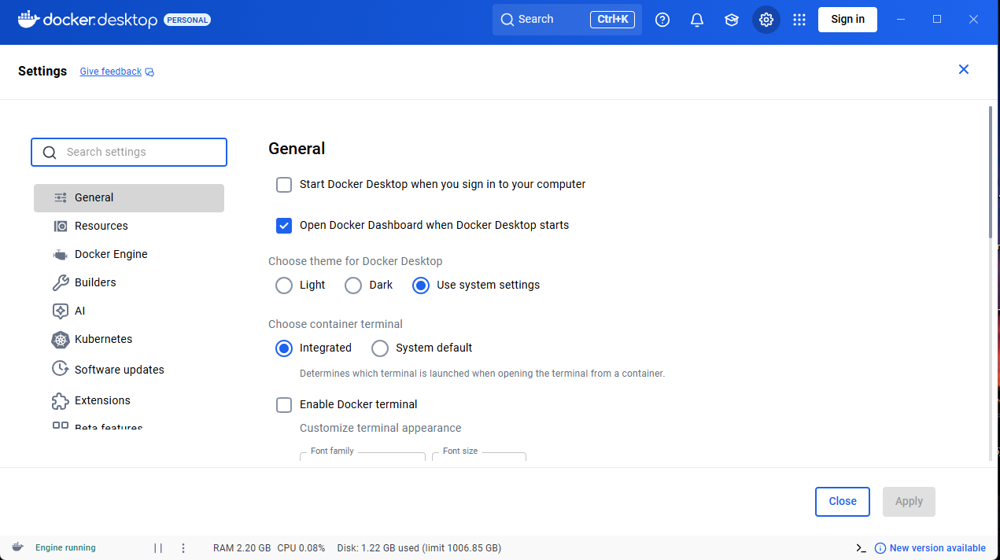 docker.desktop PERSONAL Search Ctrl+K Sign in
Settings Give feedback
Search settings
General
Resources
Docker Engine
Builders
AI
Kubernetes
Software updates
Extensions
Beta features
General
Start Docker Desktop when you sign in to your computer
Open Docker Dashboard when Docker Desktop starts
Choose theme for Docker Desktop
Light Dark Use system settings
Choose container terminal
Integrated System default
Determines which terminal is launched when opening the terminal from a container.
Enable Docker terminal
Customize terminal appearance
Font family Font size
Close Apply
Engine running RAM 2.20 GB CPU 0.08% Disk: 1.22 GB used (limit 1006.85 GB) New version available